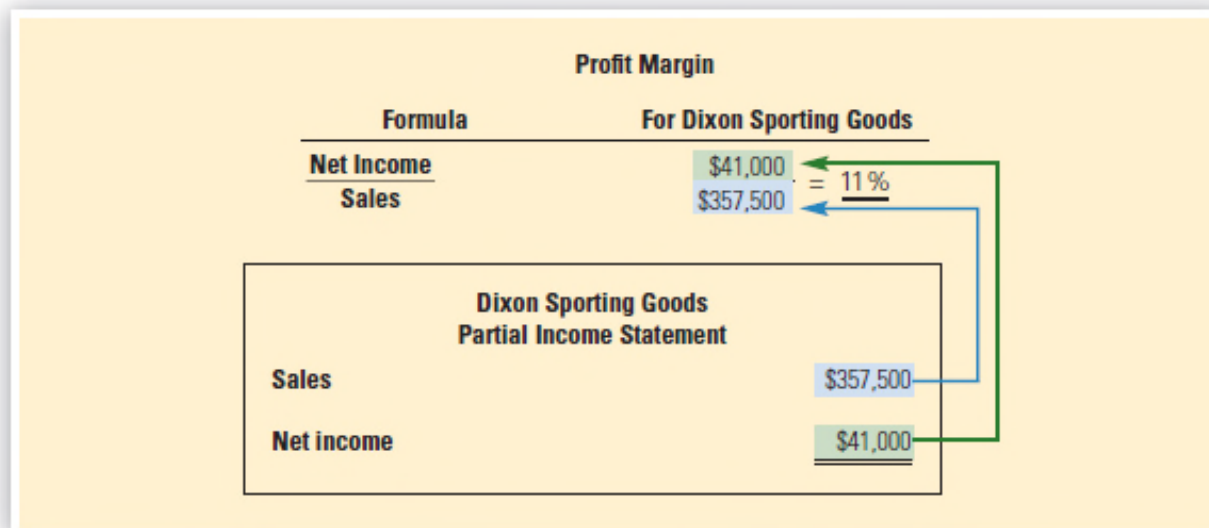 Profit Margin
Formula For Dixon Sporting Goods
Net Income $41,000
= 11%
Sales $357,500
Dixon Sporting Goods
Partial Income Statement
Sales $357,500
Net income $41,000